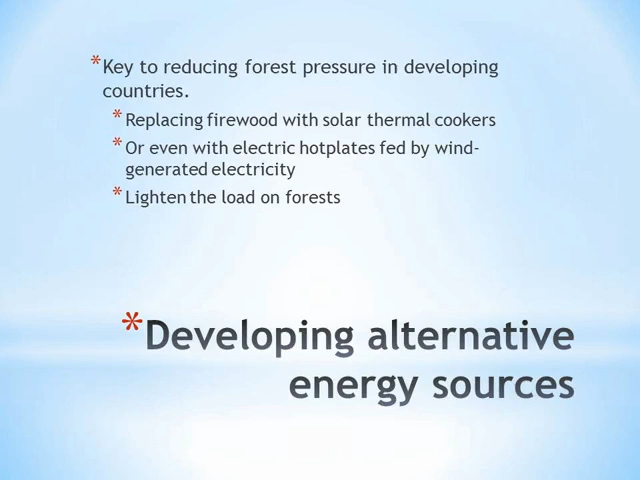 *Key to reducing forest pressure in developing
countries.
*Replacing firewood with solar thermal cookers
*Or even with electric hotplates fed by wind-
generated electricity
*Lighten the load on forests
*Developing alternative
energy sources